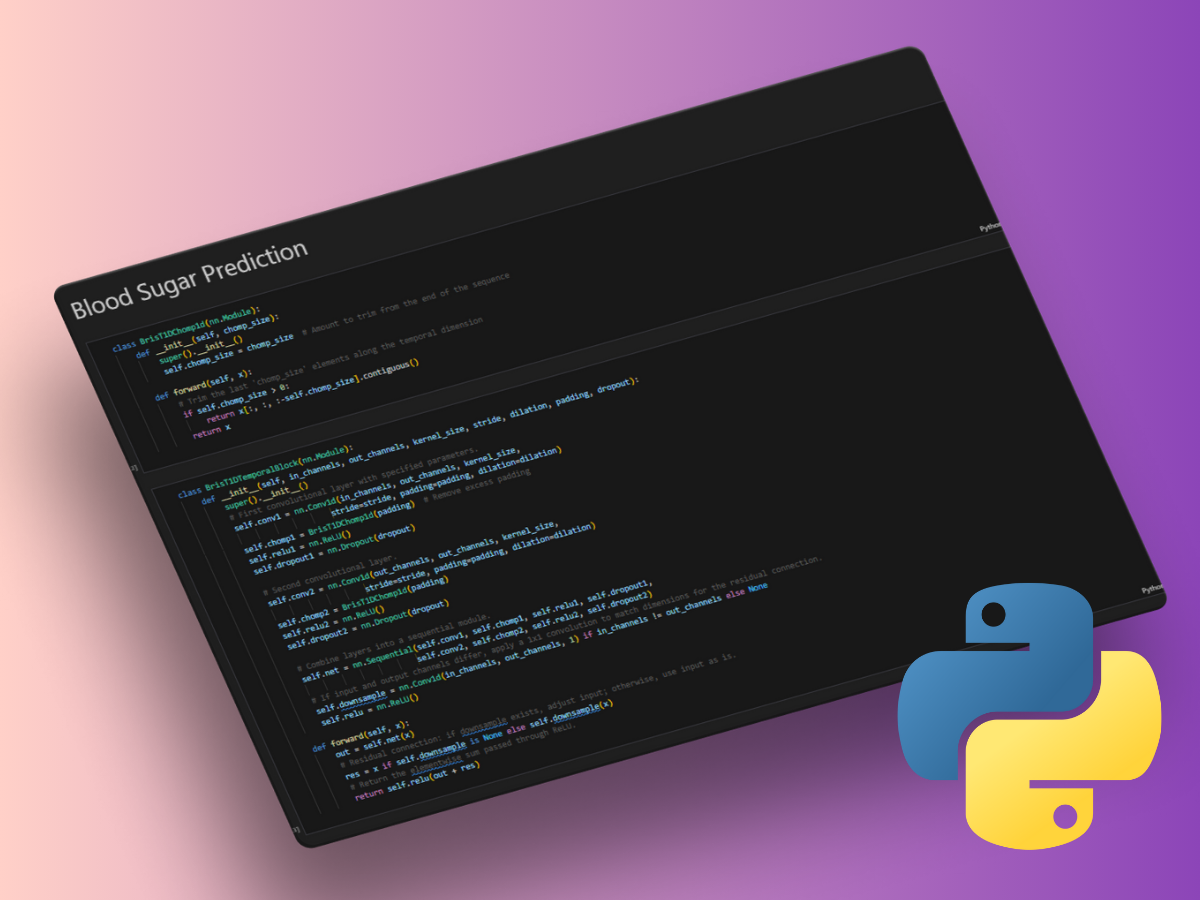 Blood Sugar Prediction
class BrisT1DChomp1d(nn.Module):
def __init__(self, chomp_size):
super().__init__()
self.chomp_size = chomp_size # Amount to trim from the end of the sequence
def forward(self, x):
# Trim the last 'chomp_size' elements along the temporal dimension
if self.chomp_size > 0:
return x[:, :, :-self.chomp_size].contiguous()
return x
Python
class BrisT1DTemporalBlock(nn.Module):
def __init__(self, in_channels, out_channels, kernel_size, stride, dilation, padding, dropout):
super().__init__()
# First convolutional layer with specified parameters.
self.conv1 = nn.Conv1d(in_channels, out_channels, kernel_size,
stride=stride, padding=padding, dilation=dilation)
self.chomp1 = BrisT1DChomp1d(padding) # Remove excess padding
self.relu1 = nn.ReLU()
self.dropout1 = nn.Dropout(dropout)
# Second convolutional layer.
self.conv2 = nn.Conv1d(out_channels, out_channels, kernel_size,
stride=stride, padding=padding, dilation=dilation)
self.chomp2 = BrisT1DChomp1d(padding)
self.relu2 = nn.ReLU()
self.dropout2 = nn.Dropout(dropout)
# Combine layers into a sequential module.
self.net = nn.Sequential(self.conv1, self.chomp1, self.relu1, self.dropout1,
self.conv2, self.chomp2, self.relu2, self.dropout2)
# If input and output channels differ, apply a 1x1 convolution to match dimensions for the residual connection.
self.downsample = nn.Conv1d(in_channels, out_channels, 1) if in_channels != out_channels else None
self.relu = nn.ReLU()
def forward(self, x):
out = self.net(x)
# Residual connection: if downsample exists, adjust input; otherwise, use input as is.
res = x if self.downsample is None else self.downsample(x)
# Return the elementwise sum passed through ReLU.
return self.relu(out + res)
Python